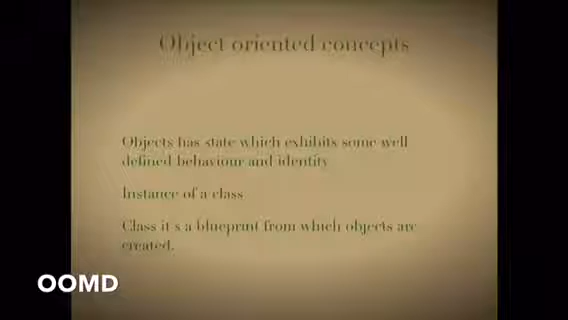 Object oriented concepts
Objects has state which exhibits some well
defined behaviour and identity
Instance of a class
Class it's a blueprint from which objects are
created.
OOMD